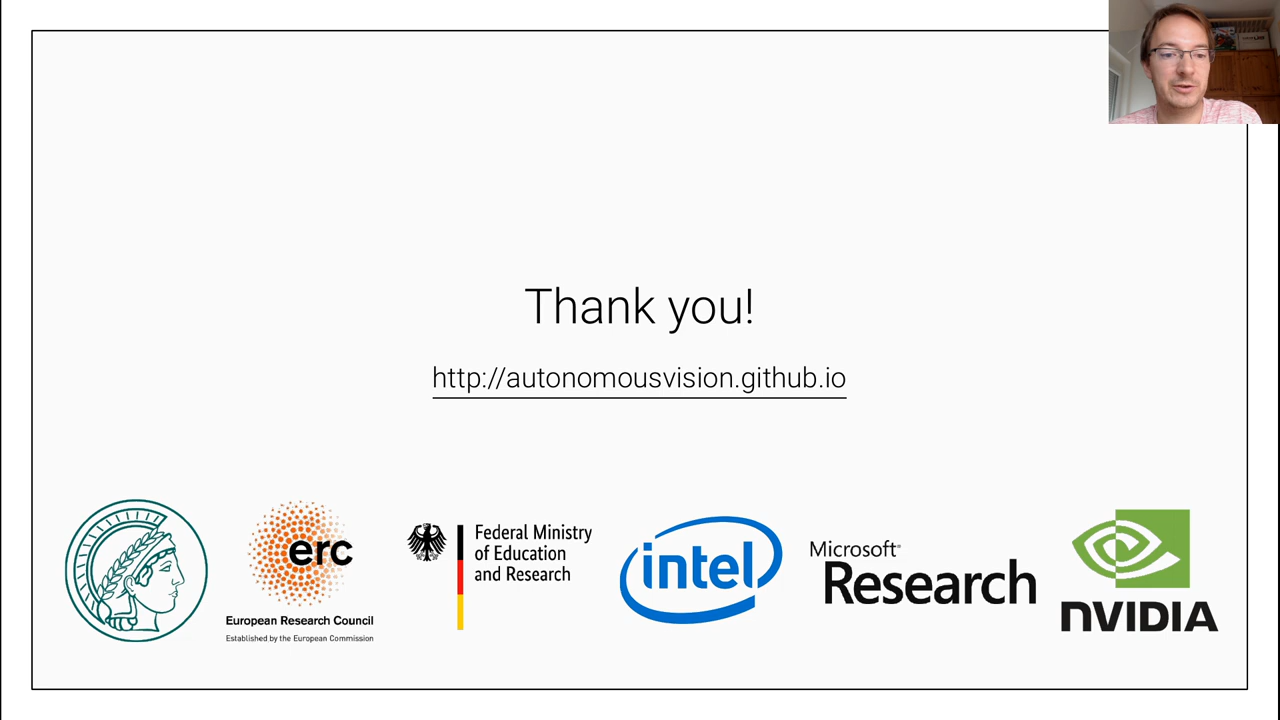 Thank you!
http://autonomousvision.github.io
erc
European Research Council
Established by the European Commission
Federal Ministry
of Education
and Research
intel
Microsoft®
Research
NVIDIA